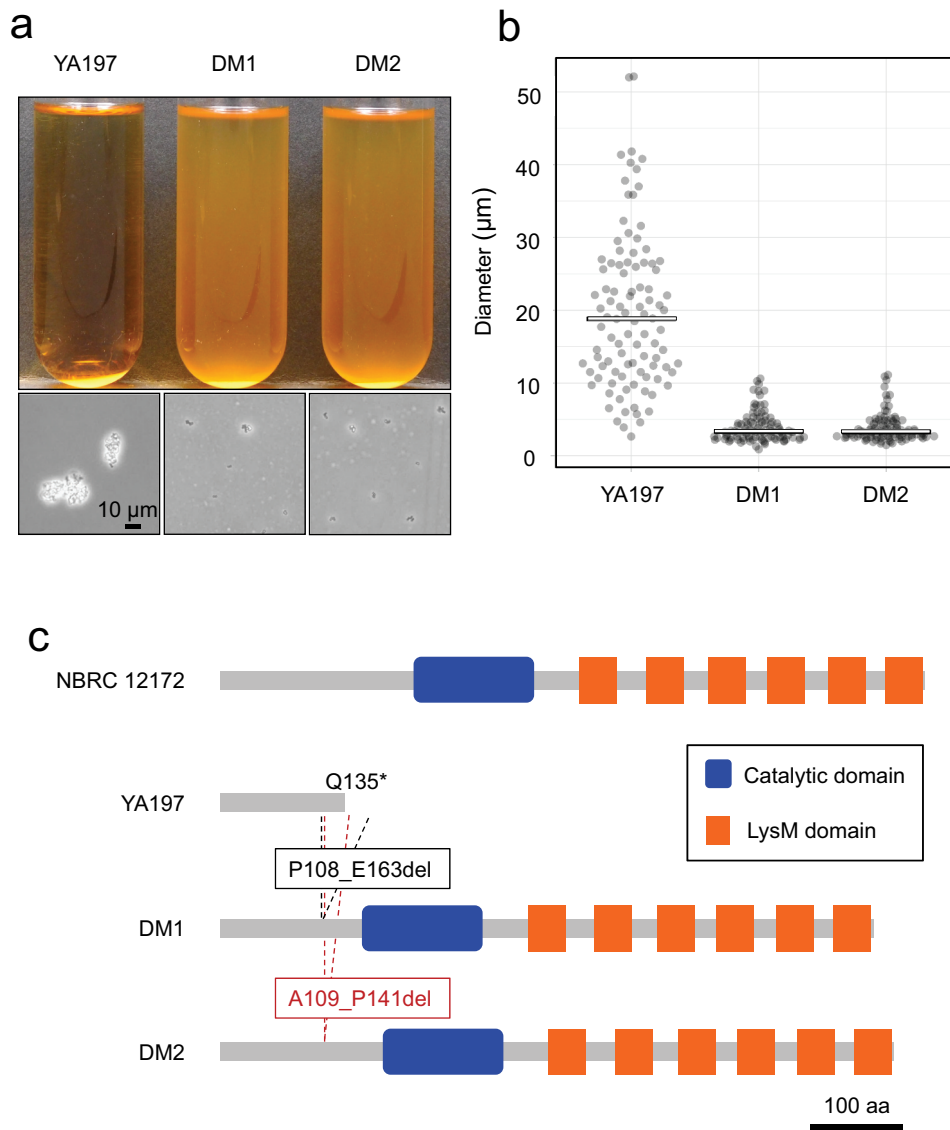 a
YA197 DM1 DM2
10 µm
b
Diameter (µm)
50
40
30
20
10
0
YA197 DM1 DM2
c
NBRC 12172
YA197
Q135*
P108_E163del
DM1
A109_P141del
DM2
Catalytic domain
LysM domain
100 aa